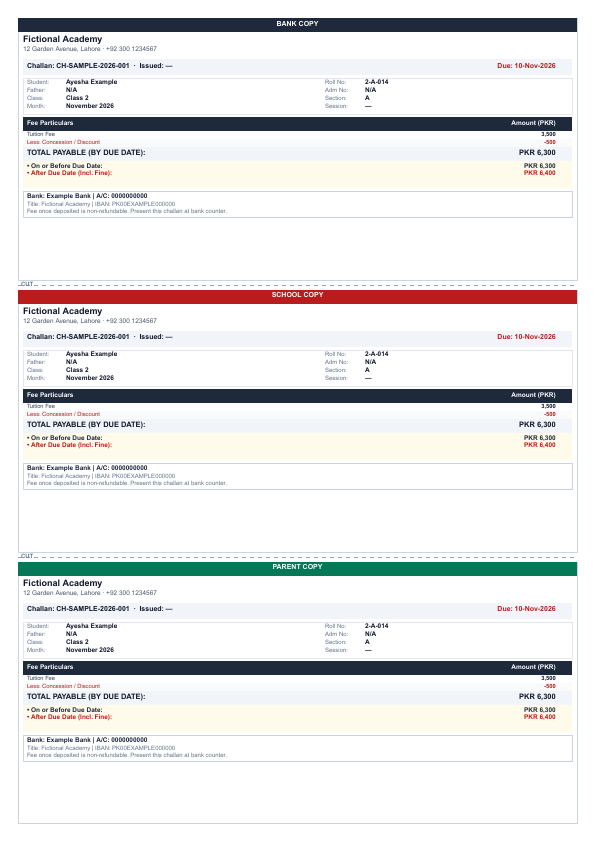 BANK COPY
Fictional Academy
12 Garden Avenue, Lahore · +92 300 1234567
Challan: CH-SAMPLE-2026-001 · Issued: — Due: 10-Nov-2026
Student: Ayesha Example Roll No: 2-A-014
Father: N/A Adm No: N/A
Class: Class 2 Section: A
Month: November 2026 Session: —
Fee Particulars Amount (PKR)
Tuition Fee 3,500
Less: Concession / Discount -500
TOTAL PAYABLE (BY DUE DATE): PKR 6,300
• On or Before Due Date: PKR 6,300
• After Due Date (Incl. Fine): PKR 6,400
Bank: Example Bank | A/C: 0000000000
Title: Fictional Academy | IBAN: PK00EXAMPLE000000
Fee once deposited is non-refundable. Present this challan at bank counter.
CUT
SCHOOL COPY
Fictional Academy
12 Garden Avenue, Lahore · +92 300 1234567
Challan: CH-SAMPLE-2026-001 · Issued: — Due: 10-Nov-2026
Student: Ayesha Example Roll No: 2-A-014
Father: N/A Adm No: N/A
Class: Class 2 Section: A
Month: November 2026 Session: —
Fee Particulars Amount (PKR)
Tuition Fee 3,500
Less: Concession / Discount -500
TOTAL PAYABLE (BY DUE DATE): PKR 6,300
• On or Before Due Date: PKR 6,300
• After Due Date (Incl. Fine): PKR 6,400
Bank: Example Bank | A/C: 0000000000
Title: Fictional Academy | IBAN: PK00EXAMPLE000000
Fee once deposited is non-refundable. Present this challan at bank counter.
CUT
PARENT COPY
Fictional Academy
12 Garden Avenue, Lahore · +92 300 1234567
Challan: CH-SAMPLE-2026-001 · Issued: — Due: 10-Nov-2026
Student: Ayesha Example Roll No: 2-A-014
Father: N/A Adm No: N/A
Class: Class 2 Section: A
Month: November 2026 Session: —
Fee Particulars Amount (PKR)
Tuition Fee 3,500
Less: Concession / Discount -500
TOTAL PAYABLE (BY DUE DATE): PKR 6,300
• On or Before Due Date: PKR 6,300
• After Due Date (Incl. Fine): PKR 6,400
Bank: Example Bank | A/C: 0000000000
Title: Fictional Academy | IBAN: PK00EXAMPLE000000
Fee once deposited is non-refundable. Present this challan at bank counter.